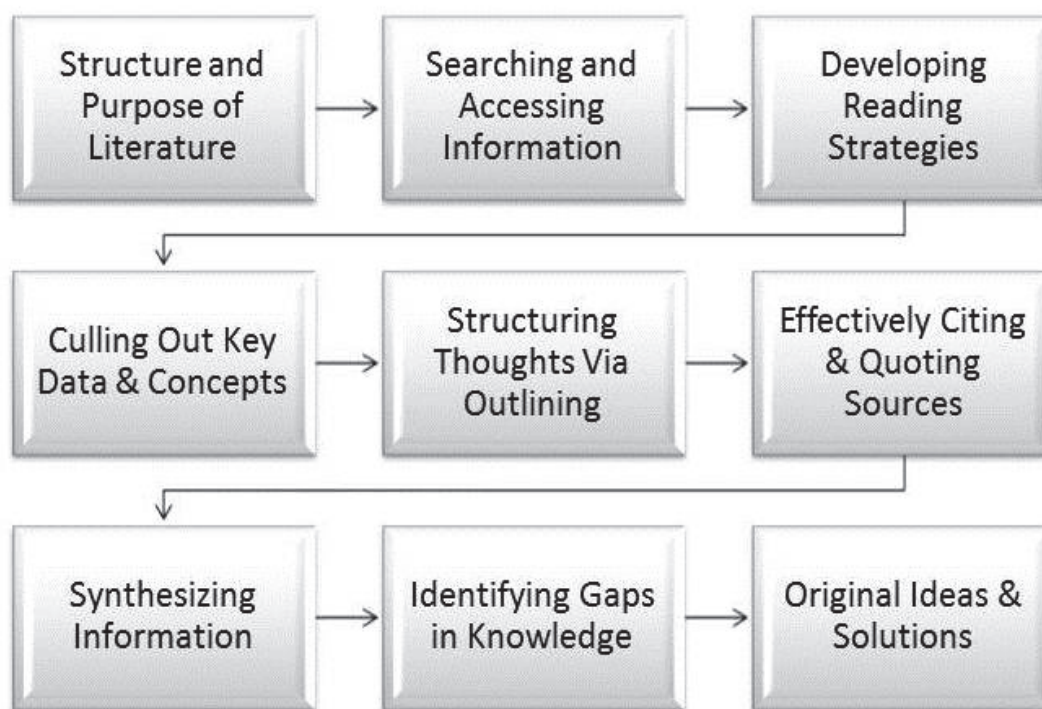 Structure and
Purpose of
Literature
Searching and
Accessing
Information
Developing
Reading
Strategies
Culling Out Key
Data & Concepts
Structuring
Thoughts Via
Outlining
Effectively Citing
& Quoting
Sources
Synthesizing
Information
Identifying Gaps
in Knowledge
Original Ideas &
Solutions